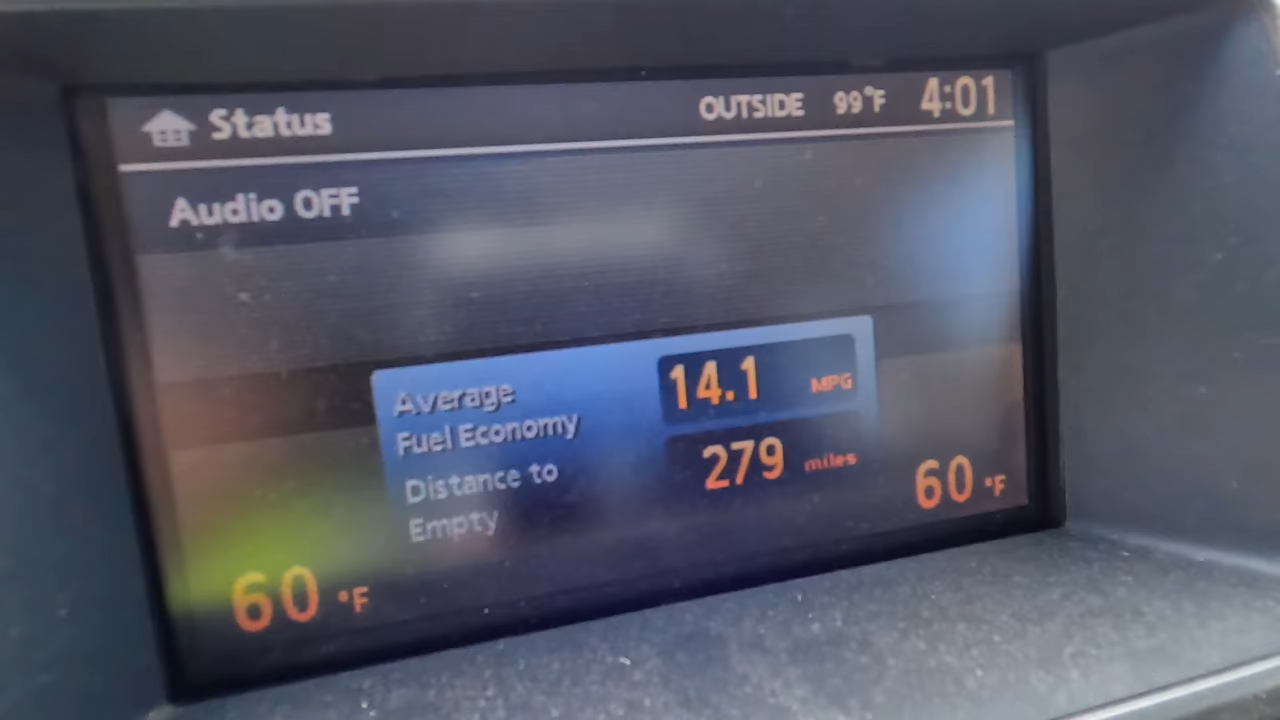 Status OUTSIDE 99°F 4:01
Audio OFF
Average
Fuel Economy 14.1 MPG
Distance to
Empty 279 miles
60 °F 60 °F